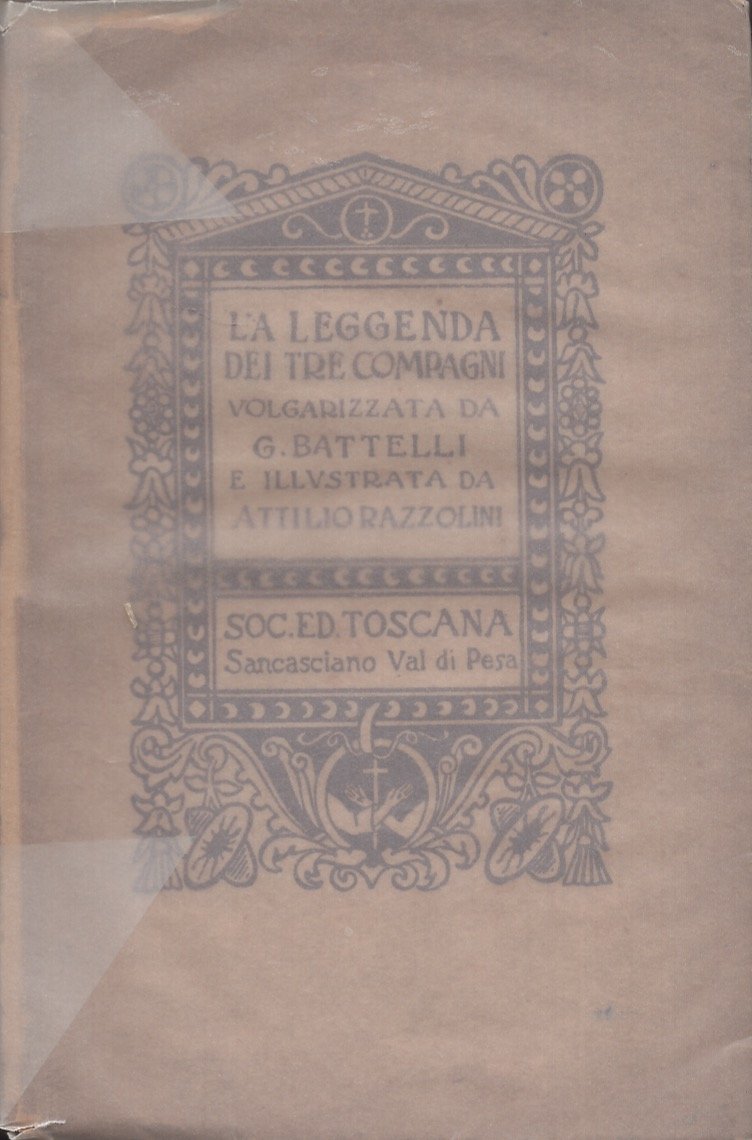 LA LEGGENDA
DEI TRE COMPAGNI
VOLGARIZZATA DA
G. BATTELLI
E ILLVSTRATA DA
ATTILIO RAZZOLINI
SOC. ED. TOSCANA
Sancasciano Val di Pesa